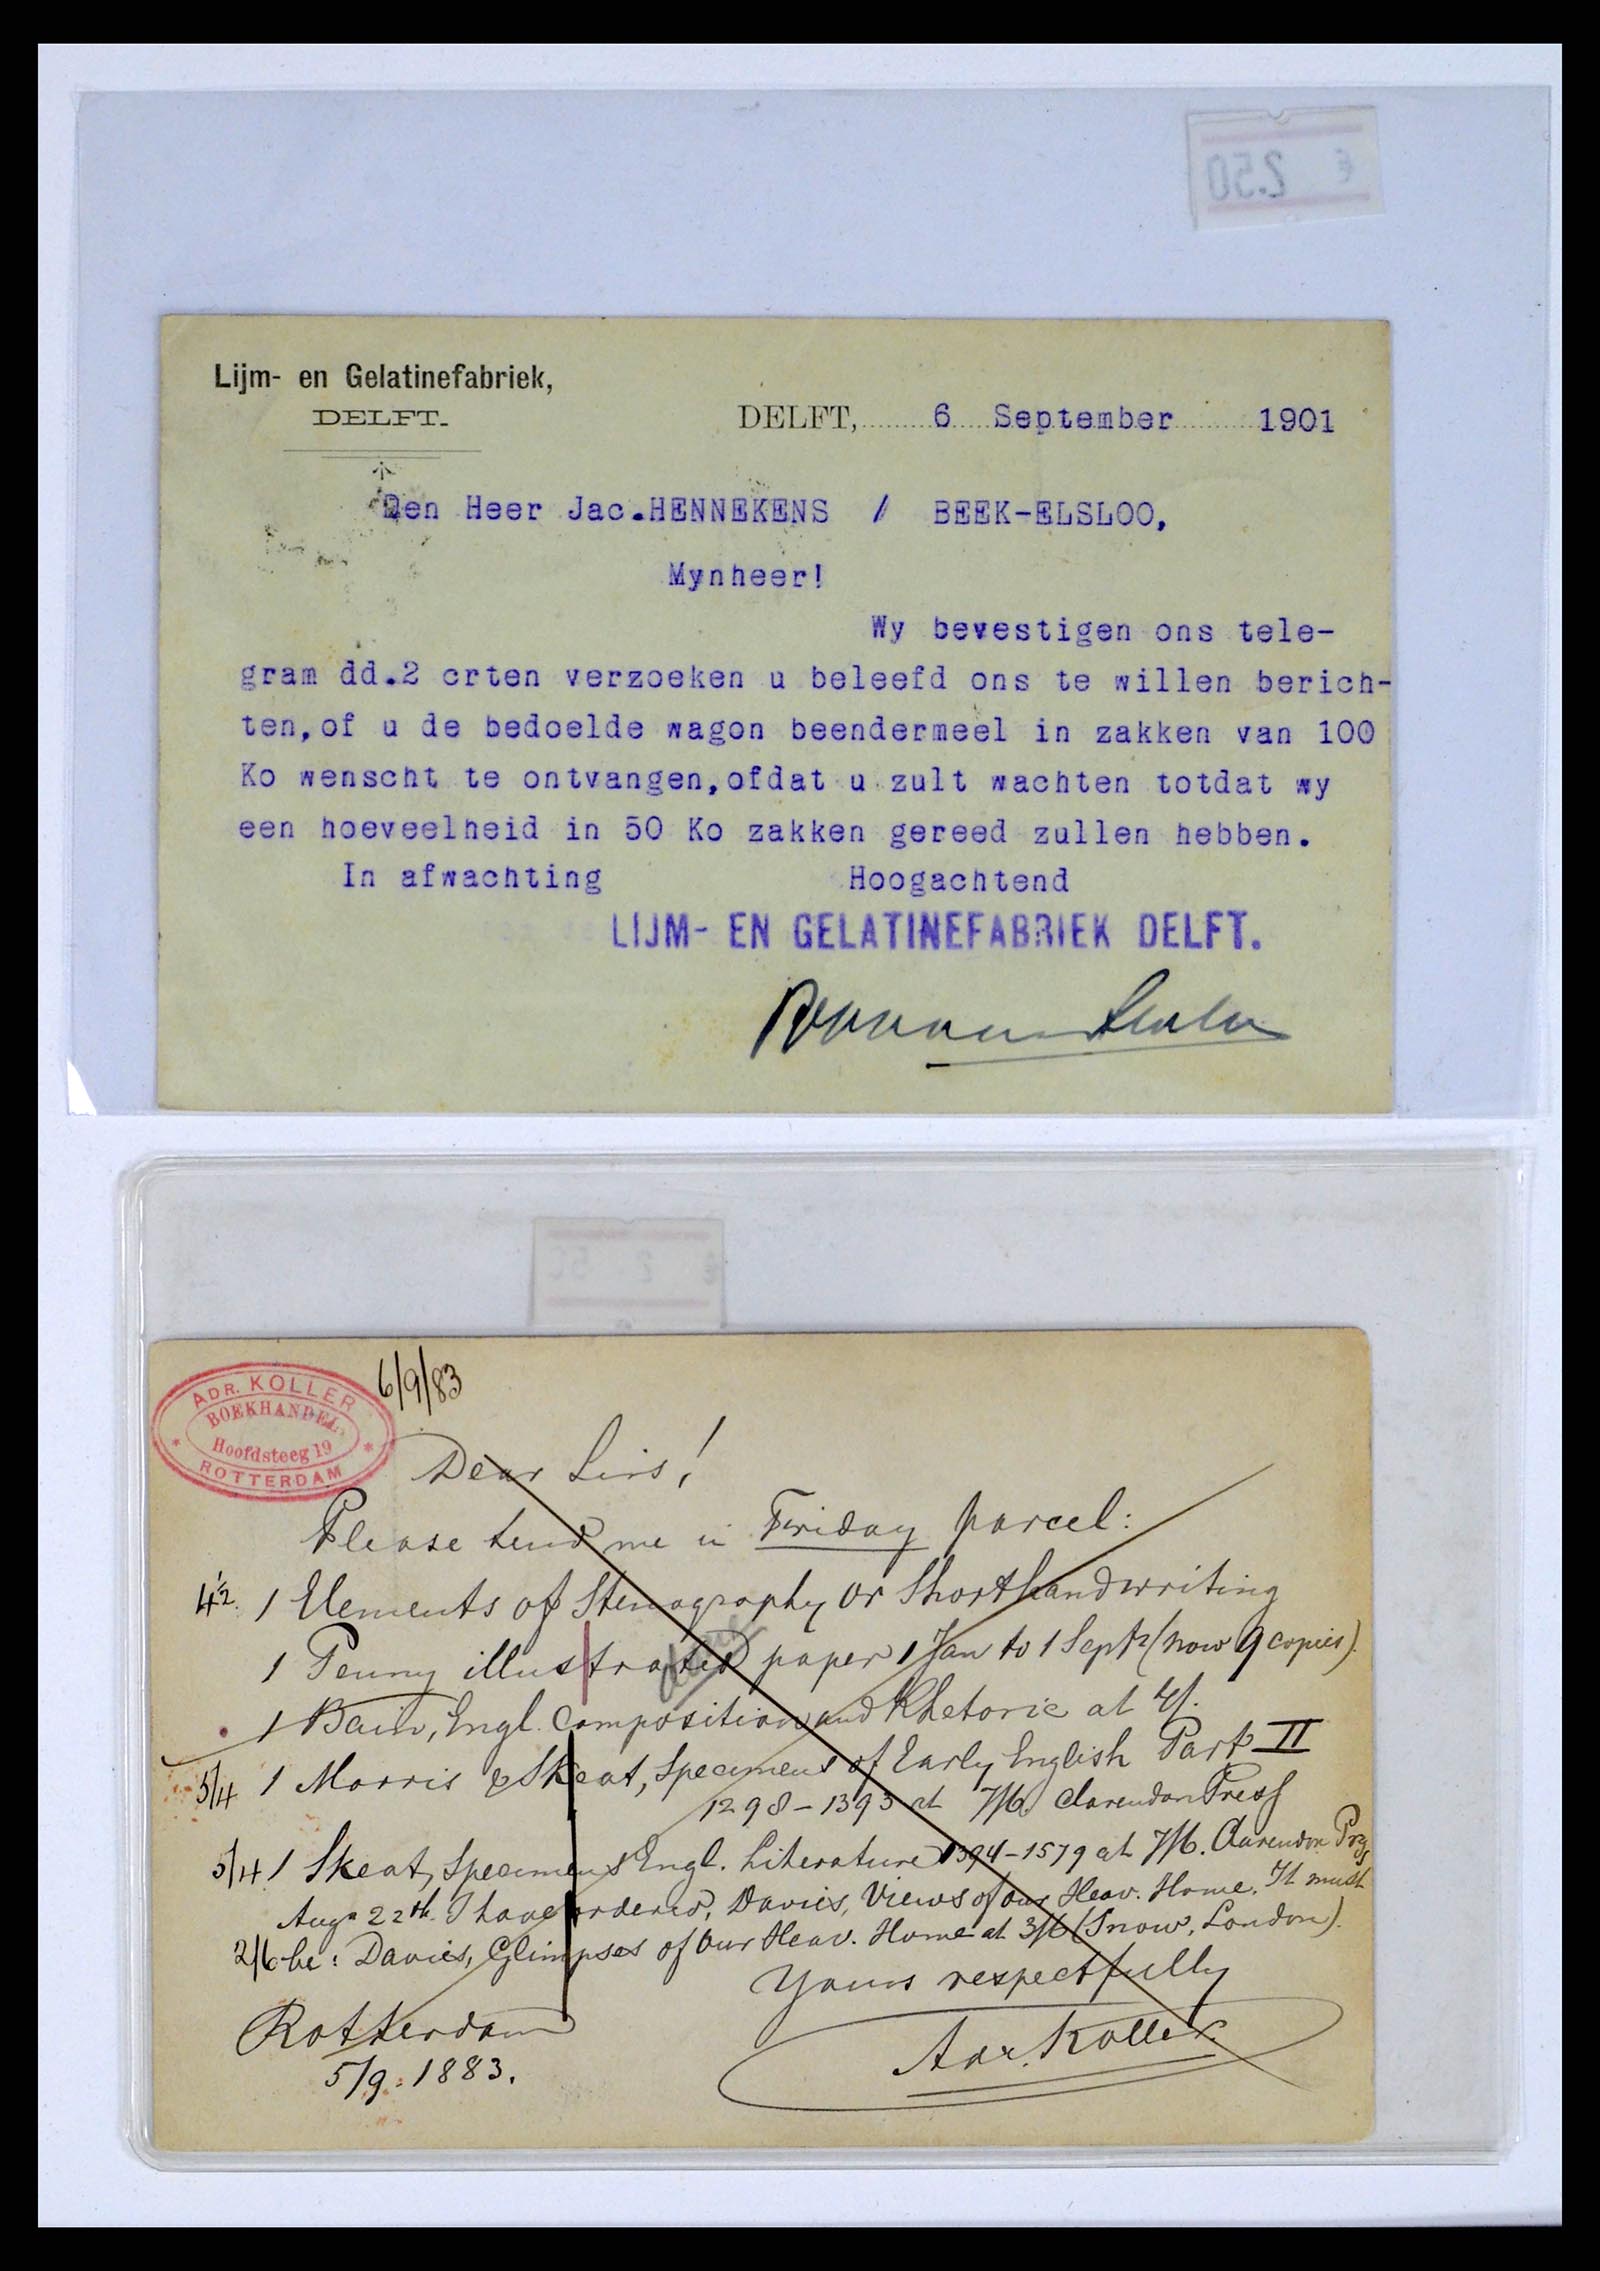 € 2.50
Lijm- en Gelatinefabriek,
DELFT.
DELFT, 6 September 1901
Den Heer Jac.HENNEKENS / BEEK-ELSLOO,
Mynheer!
Wy bevestigen ons tele-
gram dd.2 crten verzoeken u beleefd ons te willen berich-
ten,of u de bedoelde wagon beendermeel in zakken van 100
Ko wenscht te ontvangen,ofdat u zult wachten totdat wy
een hoeveelheid in 50 Ko zakken gereed zullen hebben.
In afwachting Hoogachtend
LIJM- EN GELATINEFABRIEK DELFT.
€ 2.50
ADR. KOLLER
BOEKHANDEL
Hoofdsteeg 19
ROTTERDAM
6/9/83
Dear Sirs!
Please send me in Friday parcel:
1 Elements of Stenography or Shorthandwriting
1 Penny illustrated paper 1 Jan to 1 Sept (now 9 copies).
1 Bain, Engl. Composition and Rhetoric at 4/.
5/4 1 Morris & Skeat, Specimens of Early English Part II
1298-1393 at 7/6. Clarendon Press
5/4 1 Skeat, Specimens Engl. Literature 1394-1579 at 7/6. Clarendon Press
Aug. 22th. I have ordered, Davies, Views of our Heav. Home. It must
2/6 be: Davies, Glimpses of Our Heav. Home at 3/6 (Snow, London).
Yours respectfully
Rotterdam
Adr. Koller
5/9. 1883.